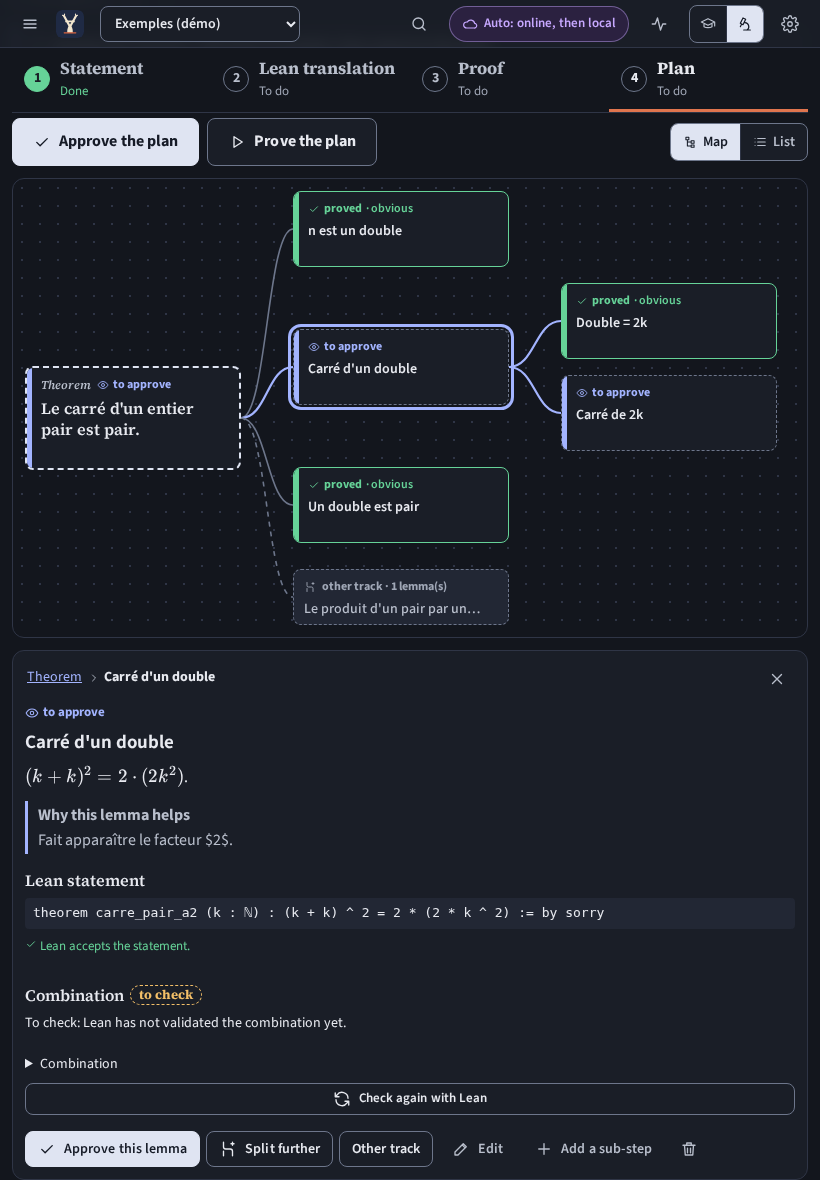 Exemples (démo)
Auto: online, then local
1
Statement
Done
2
Lean translation
To do
3
Proof
To do
4
Plan
To do
Approve the plan
Prove the plan
Map
List
proved · obvious
n est un double
proved · obvious
Double = 2k
to approve
Carré d'un double
Theorem to approve
Le carré d'un entier
pair est pair.
to approve
Carré de 2k
proved · obvious
Un double est pair
other track · 1 lemma(s)
Le produit d'un pair par un…
Theorem › Carré d'un double
to approve
Carré d'un double
(k + k)² = 2 · (2k²).
Why this lemma helps
Fait apparaître le facteur $2$.
Lean statement
theorem carre_pair_a2 (k : ℕ) : (k + k) ^ 2 = 2 * (2 * k ^ 2) := by sorry
Lean accepts the statement.
Combination to check
To check: Lean has not validated the combination yet.
Combination
Check again with Lean
Approve this lemma
Split further
Other track
Edit
Add a sub-step